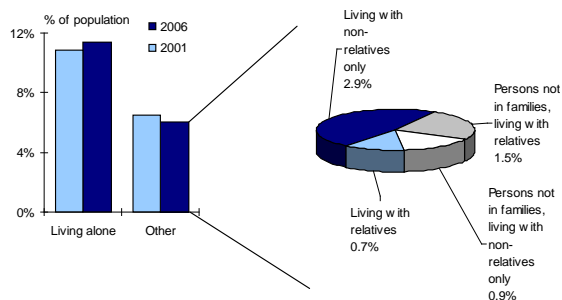 % of population
2006
2001
12%
8%
4%
0%
Living alone
Other
Living with
non-
relatives
only
2.9%
Persons not
in families,
living with
relatives
1.5%
Living with
relatives
0.7%
Persons not
in families,
living with
non-
relatives
only
0.9%